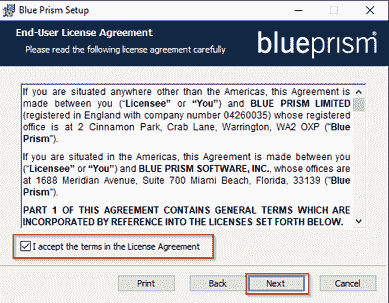 Blue Prism Setup
End-User License Agreement
Please read the following license agreement carefully
blueprism
If you are situated anywhere other than the Americas, this Agreement is
made between you ("Licensee" or "You") and BLUE PRISM LIMITED
(registered in England with company number 04260035) whose registered
office is at 2 Cinnamon Park, Crab Lane, Warrington, WA2 OXP ("Blue
Prism").
If you are situated in the Americas, this Agreement is made between you
("Licensee" or "You") and BLUE PRISM SOFTWARE, INC., whose offices are
at 1688 Meridian Avenue, Suite 700 Miami Beach, Florida, 33139 ("Blue
Prism").
PART 1 OF THIS AGREEMENT CONTAINS GENERAL TERMS WHICH ARE
INCORPORATED BY REFERENCE INTO THE LICENSES SET FORTH BELOW.
I accept the terms in the License Agreement
Print Back Next Cancel